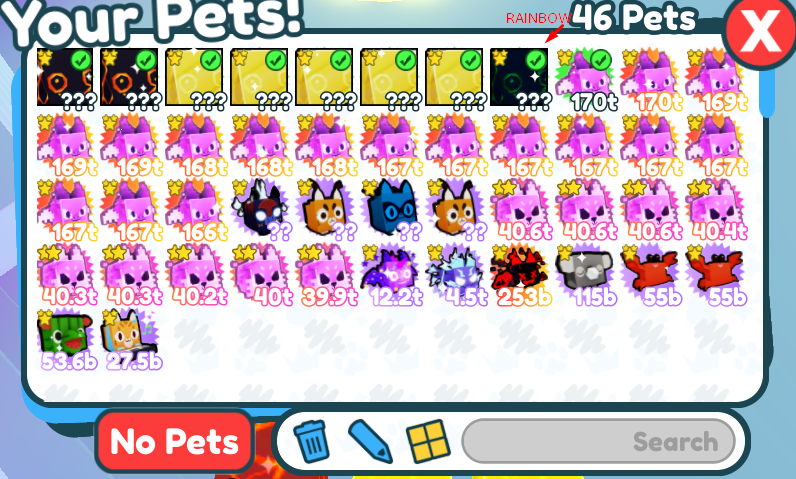 Your Pets!
RAINBOW
46 Pets
X
??? ??? ??? ??? ??? ??? ??? ??? 170t 170t 169t
169t 169t 168t 168t 168t 167t 167t 167t 167t 167t 167t
167t 167t 166t ?? ?? ?? ?? 40.6t 40.6t 40.6t 40.4t
40.3t 40.3t 40.2t 40t 39.9t 12.2t 4.5t 253b 115b 55b 55b
53.6b 27.5b
No Pets
Search